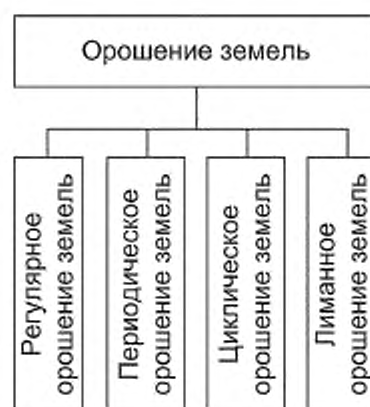 Орошение земель
Регулярное
орошение земель
Периодическое
орошение земель
Циклическое
орошение земель
Лиманное
орошение земель